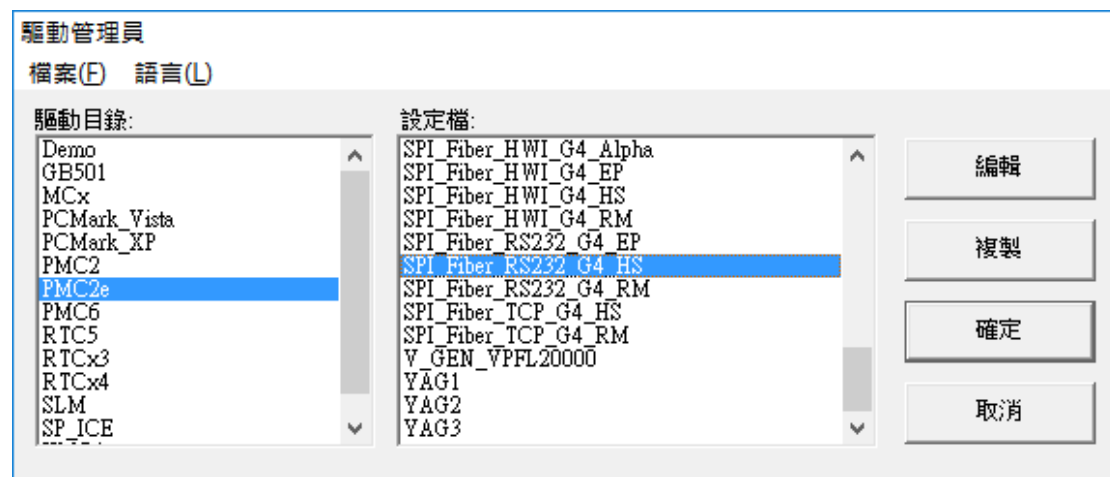 驅動管理員
檔案(F) 語言(L)
驅動目錄:
Demo
GB501
MCx
PCMark_Vista
PCMark_XP
PMC2
PMC2e
PMC6
RTC5
RTCx3
RTCx4
SLM
SP_ICE
設定檔:
SPI_Fiber_HWI_G4_Alpha
SPI_Fiber_HWI_G4_EP
SPI_Fiber_HWI_G4_HS
SPI_Fiber_HWI_G4_RM
SPI_Fiber_RS232_G4_EP
SPI_Fiber_RS232_G4_HS
SPI_Fiber_RS232_G4_RM
SPI_Fiber_TCP_G4_HS
SPI_Fiber_TCP_G4_RM
V_GEN_VPFL20000
YAG1
YAG2
YAG3
編輯
複製
確定
取消